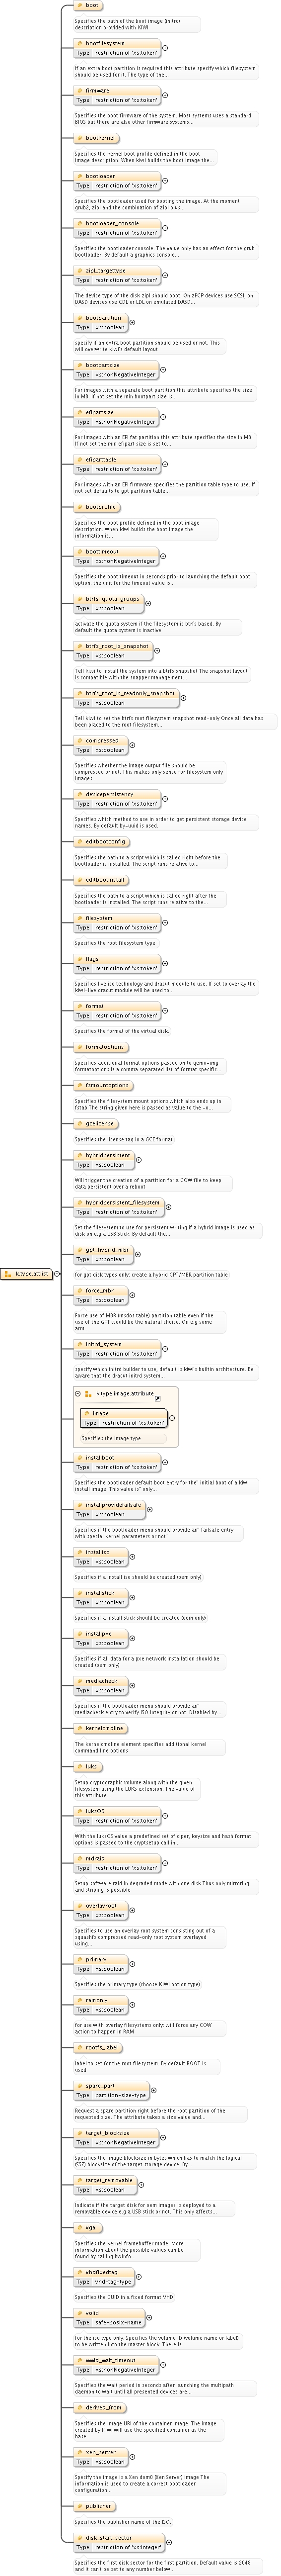 boot
Specifies the path of the boot image (initrd)
description provided with KIWI
bootfilesystem
Type restriction of 'xs:token'
if an extra boot partition is required this attribute specify which filesystem
should be used for it. The type of the...
firmware
Type restriction of 'xs:token'
Specifies the boot firmware of the system. Most systems uses a standard
BIOS but there are also other firmware systems...
bootkernel
Specifies the kernel boot profile defined in the boot
image description. When kiwi builds the boot image the...
bootloader
Type restriction of 'xs:token'
Specifies the bootloader used for booting the image. At the moment
grub2, zipl and the combination of zipl plus...
bootloader_console
Type restriction of 'xs:token'
Specifies the bootloader console. The value only has an effect for the grub
bootloader. By default a graphics console...
zipl_targettype
Type restriction of 'xs:token'
The device type of the disk zipl should boot. On zFCP devices use SCSI, on
DASD devices use CDL or LDL on emulated DASD...
bootpartition
Type xs:boolean
specify if an extra boot partition should be used or not. This
will overwrite kiwi's default layout
bootpartsize
Type xs:nonNegativeInteger
For images with a separate boot partition this attribute specifies the size
in MB. If not set the min bootpart size is...
efipartsize
Type xs:nonNegativeInteger
For images with an EFI fat partition this attribute specifies the size in MB.
If not set the min efipart size is set to...
efiparttable
Type restriction of 'xs:token'
For images with an EFI firmware specifies the partition table type to use. If
not set defaults to gpt partition table...
bootprofile
Specifies the boot profile defined in the boot image
description. When kiwi builds the boot image the
information is...
boottimeout
Type xs:nonNegativeInteger
Specifies the boot timeout in seconds prior to launching the default boot
option. the unit for the timeout value is...
btrfs_quota_groups
Type xs:boolean
activate the quota system if the filesystem is btrfs based. By
default the quota system is inactive
btrfs_root_is_snapshot
Type xs:boolean
Tell kiwi to install the system into a btrfs snapshot The snapshot layout
is compatible with the snapper management...
btrfs_root_is_readonly_snapshot
Type xs:boolean
Tell kiwi to set the btrfs root filesystem snapshot read-only Once all data has
been placed to the root filesystem...
compressed
Type xs:boolean
Specifies whether the image output file should be
compressed or not. This makes only sense for filesystem only
images...
devicepersistency
Type restriction of 'xs:token'
Specifies which method to use in order to get persistent storage device
names. By default by-uuid is used.
editbootconfig
Specifies the path to a script which is called right before the
bootloader is installed. The script runs relative to...
editbootinstall
Specifies the path to a script which is called right after the
bootloader is installed. The script runs relative to the...
filesystem
Type restriction of 'xs:token'
Specifies the root filesystem type
flags
Type restriction of 'xs:token'
Specifies live iso technology and dracut module to use. If set to overlay the
kiwi-live dracut module will be used to...
format
Type restriction of 'xs:token'
Specifies the format of the virtual disk.
formatoptions
Specifies additional format options passed on to qemu-img
formatoptions is a comma separated list of format specific...
fsmountoptions
Specifies the filesystem mount options which also ends up in
fstab The string given here is passed as value to the -o...
gcelicense
Specifies the license tag in a GCE format
hybridpersistent
Type xs:boolean
Will trigger the creation of a partition for a COW file to keep
data persistent over a reboot
hybridpersistent_filesystem
Type restriction of 'xs:token'
Set the filesystem to use for persistent writing if a hybrid image is used as
disk on e.g a USB Stick. By default the...
gpt_hybrid_mbr
Type xs:boolean
for gpt disk types only: create a hybrid GPT/MBR partition table
force_mbr
Type xs:boolean
Force use of MBR (msdos table) partition table even if the
use of the GPT would be the natural choice. On e.g some
arm...
initrd_system
Type restriction of 'xs:token'
specify which initrd builder to use, default is kiwi's builtin architecture. Be
aware that the dracut initrd system...
k.type.attlist
k.type.image.attribute
image
Type restriction of 'xs:token'
Specifies the image type
installboot
Type restriction of 'xs:token'
Specifies the bootloader default boot entry for the" initial boot of a kiwi
install image. This value is" only...
installprovidefailsafe
Type xs:boolean
Specifies if the bootloader menu should provide an" failsafe entry
with special kernel parameters or not"
installiso
Type xs:boolean
Specifies if a install iso should be created (oem only)
installstick
Type xs:boolean
Specifies if a install stick should be created (oem only)
installpxe
Type xs:boolean
Specifies if all data for a pxe network installation should be
created (oem only)
mediacheck
Type xs:boolean
Specifies if the bootloader menu should provide an"
mediacheck entry to verify ISO integrity or not. Disabled by...
kernelcmdline
The kernelcmdline element specifies additional kernel
command line options
luks
Setup cryptographic volume along with the given
filesystem using the LUKS extension. The value of
this attribute...
luksOS
Type restriction of 'xs:token'
With the luksOS value a predefined set of ciper, keysize and hash format
options is passed to the cryptsetup call in...
mdraid
Type restriction of 'xs:token'
Setup software raid in degraded mode with one disk Thus only mirroring
and striping is possible
overlayroot
Type xs:boolean
Specifies to use an overlay root system consisting out of a
squashfs compressed read-only root system overlayed
using...
primary
Type xs:boolean
Specifies the primary type (choose KIWI option type)
ramonly
Type xs:boolean
for use with overlay filesystems only: will force any COW
action to happen in RAM
rootfs_label
label to set for the root filesystem. By default ROOT is
used
spare_part
Type partition-size-type
Request a spare partition right before the root partition of the
requested size. The attribute takes a size value and...
target_blocksize
Type xs:nonNegativeInteger
Specifies the image blocksize in bytes which has to match the logical
(SSZ) blocksize of the target storage device. By...
target_removable
Type xs:boolean
Indicate if the target disk for oem images is deployed to a
removable device e.g a USB stick or not. This only affects...
vga
Specifies the kernel framebuffer mode. More
information about the possible values can be
found by calling hwinfo...
vhdfixedtag
Type vhd-tag-type
Specifies the GUID in a fixed format VHD
volid
Type safe-posix-name
for the iso type only: Specifies the volume ID (volume name or label)
to be written into the master block. There is...
wwid_wait_timeout
Type xs:nonNegativeInteger
Specifies the wait period in seconds after launching the multipath
daemon to wait until all presented devices are...
derived_from
Specifies the image URI of the container image. The image
created by KIWI will use the specified container as the
base...
xen_server
Type xs:boolean
Specify the image is a Xen dom0 (Xen Server) image The
information is used to create a correct bootloader
configuration...
publisher
Specifies the publisher name of the ISO.
disk_start_sector
Type restriction of 'xs:integer'
Specifies the first disk sector for the first partition. Default value is 2048
and it can't be set to any number below...